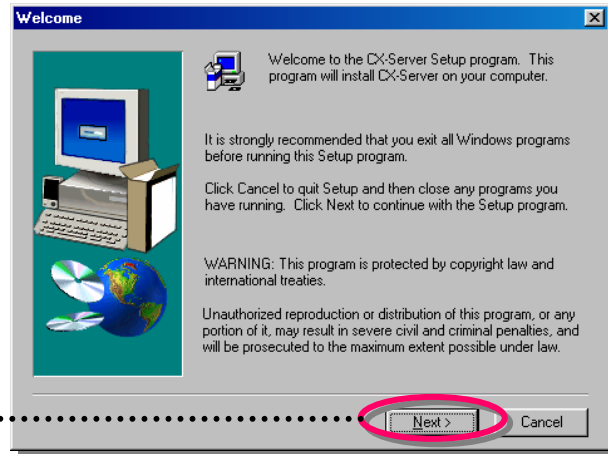 Welcome
Welcome to the CX-Server Setup program. This
program will install CX-Server on your computer.
It is strongly recommended that you exit all Windows programs
before running this Setup program.
Click Cancel to quit Setup and then close any programs you
have running. Click Next to continue with the Setup program.
WARNING: This program is protected by copyright law and
international treaties.
Unauthorized reproduction or distribution of this program, or any
portion of it, may result in severe civil and criminal penalties, and
will be prosecuted to the maximum extent possible under law.
Next >
Cancel